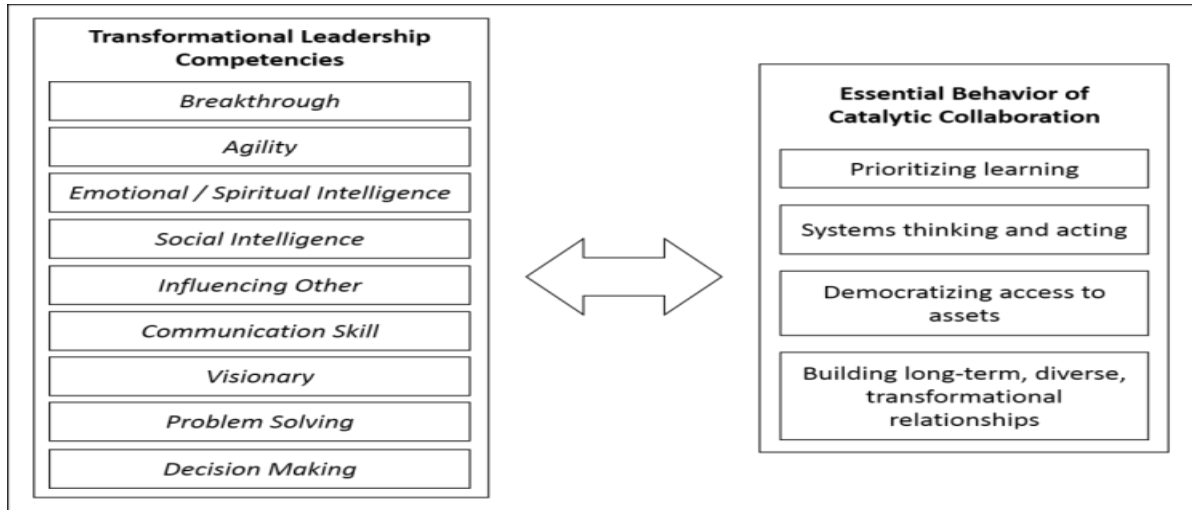 Transformational Leadership
Competencies
Breakthrough
Agility
Emotional / Spiritual Intelligence
Social Intelligence
Influencing Other
Communication Skill
Visionary
Problem Solving
Decision Making
Essential Behavior of
Catalytic Collaboration
Prioritizing learning
Systems thinking and acting
Democratizing access to
assets
Building long-term, diverse,
transformational
relationships